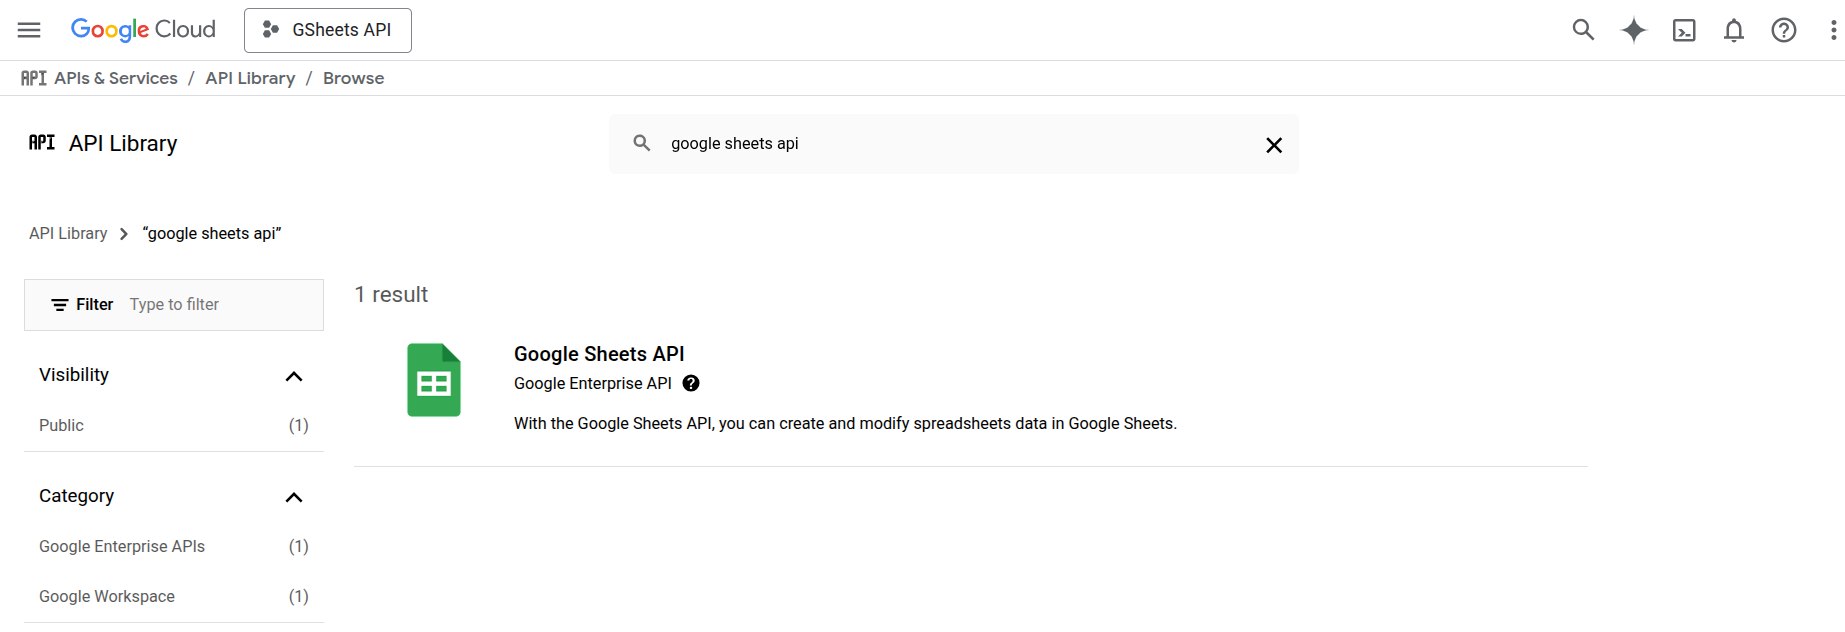 Google Cloud GSheets API
API APIs & Services / API Library / Browse
API API Library google sheets api
API Library > “google sheets api”
Filter Type to filter
1 result
Visibility
Public (1)
Category
Google Enterprise APIs (1)
Google Workspace (1)
Google Sheets API
Google Enterprise API
With the Google Sheets API, you can create and modify spreadsheets data in Google Sheets.